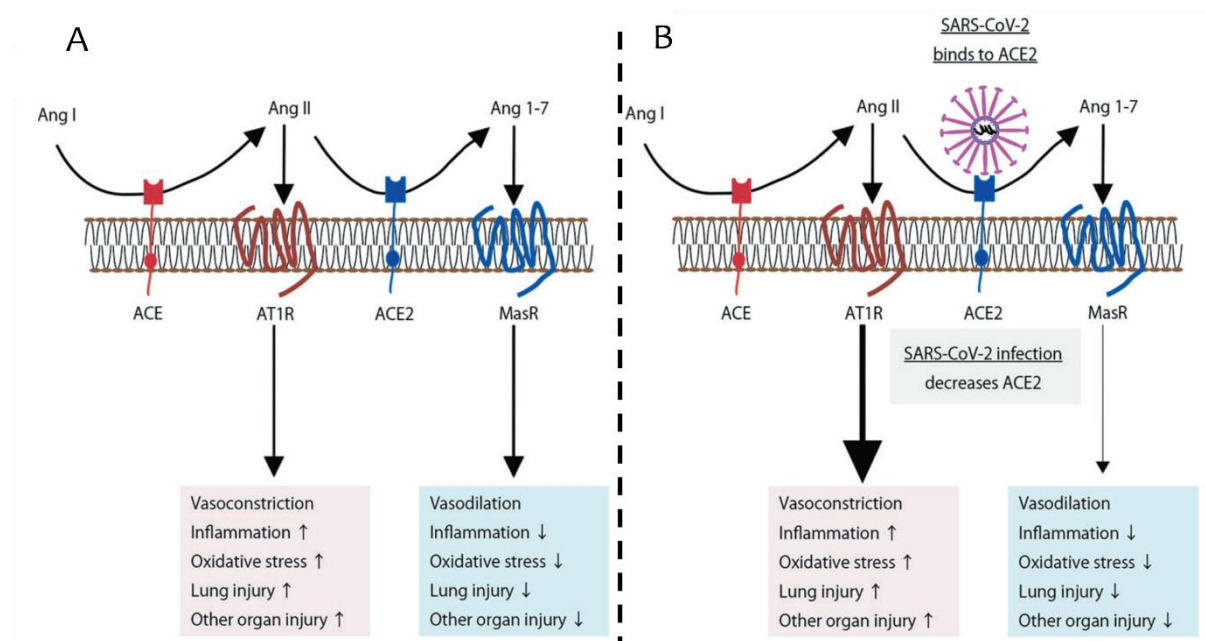 A
Ang I
Ang II
Ang 1-7
ACE
AT1R
ACE2
MasR
Vasoconstriction
Inflammation ↑
Oxidative stress ↑
Lung injury ↑
Other organ injury ↑
Vasodilation
Inflammation ↓
Oxidative stress ↓
Lung injury ↓
Other organ injury ↓
B
SARS-CoV-2
binds to ACE2
Ang I
Ang II
Ang 1-7
ACE
AT1R
ACE2
MasR
SARS-CoV-2 infection
decreases ACE2
Vasoconstriction
Inflammation ↑
Oxidative stress ↑
Lung injury ↑
Other organ injury ↑
Vasodilation
Inflammation ↓
Oxidative stress ↓
Lung injury ↓
Other organ injury ↓